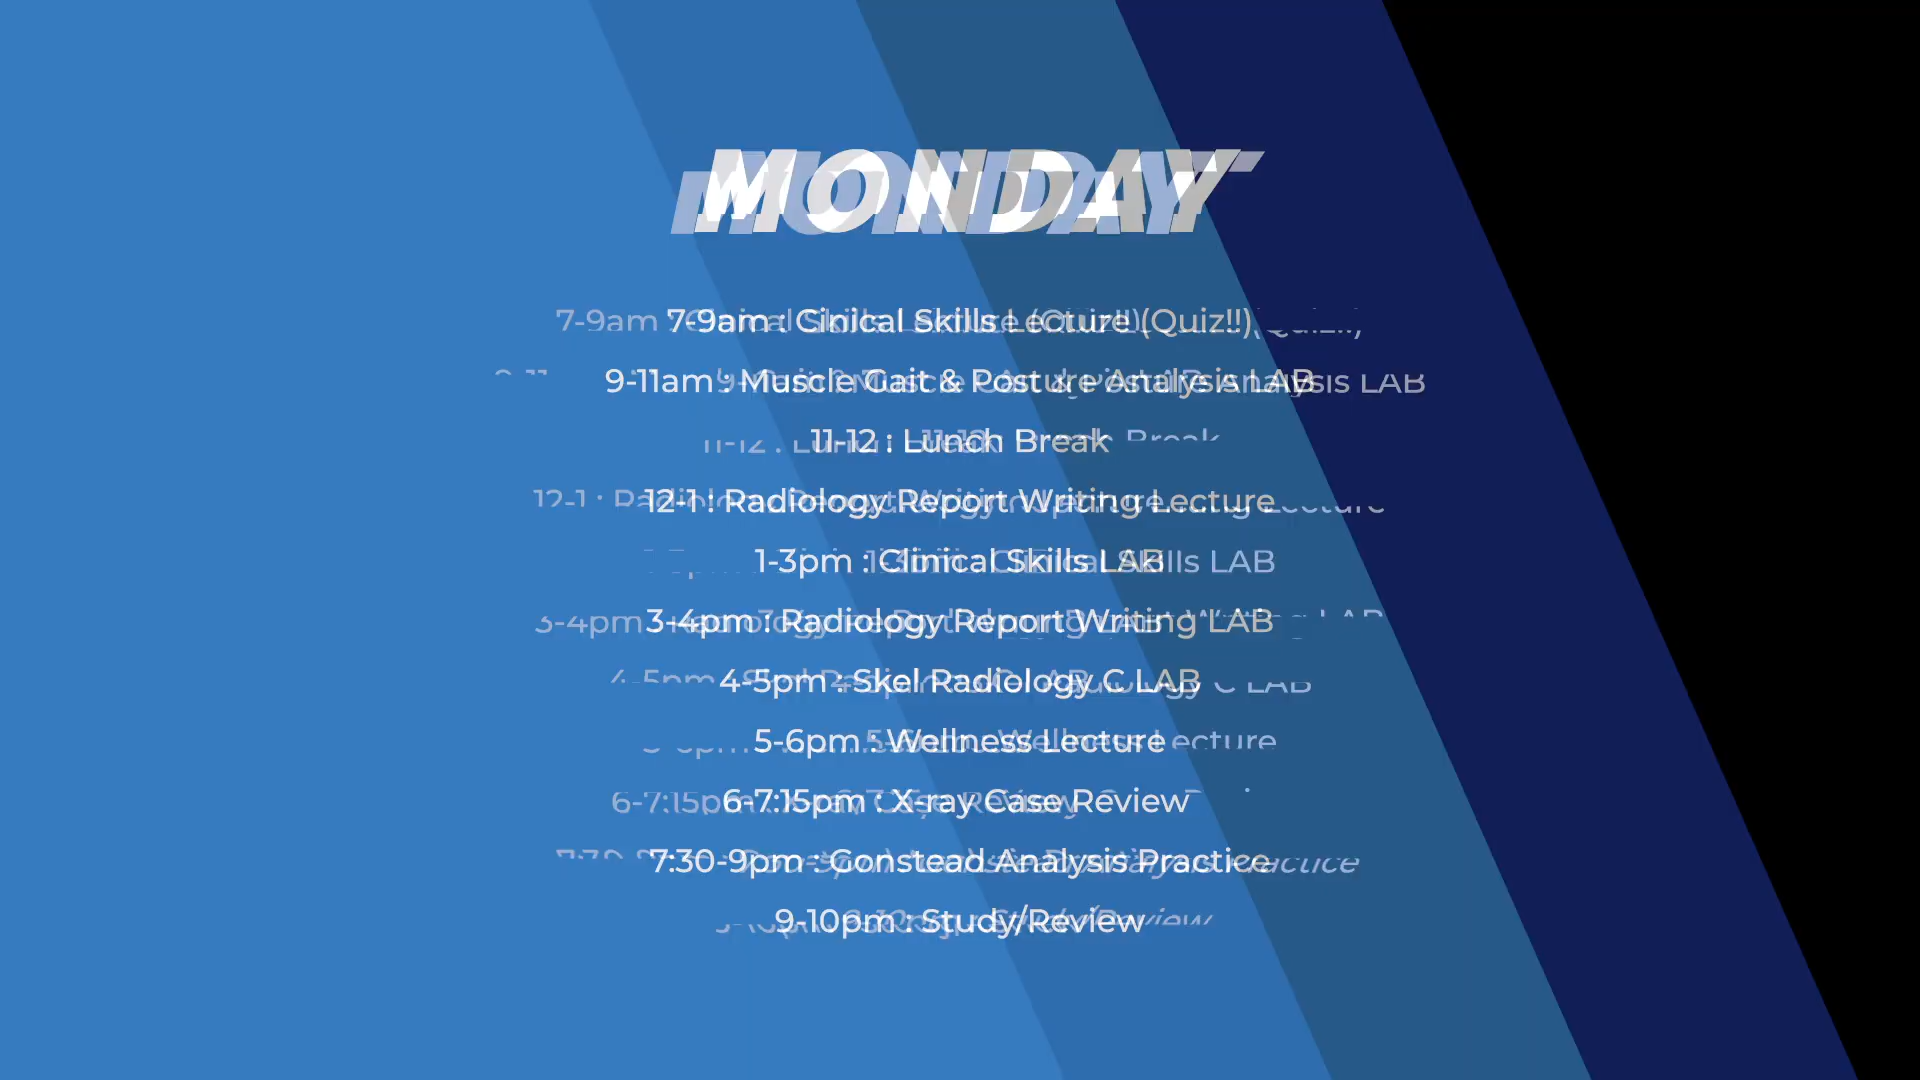 MONDAY
7-9am : Cinical Skills Lecture (Quiz!!)
9-11am : Muscle Gait & Posture Analysis LAB
11-12 : Lunch Break
12-1 : Radiology Report Writing Lecture
1-3pm : Clinical Skills LAB
3-4pm : Radiology Report Writing LAB
4-5pm : Skel Radiology C LAB
5-6pm : Wellness Lecture
6-7:15pm : X-ray Case Review
7:30-9pm : Constead Analysis Practice
9-10pm : Study/Review